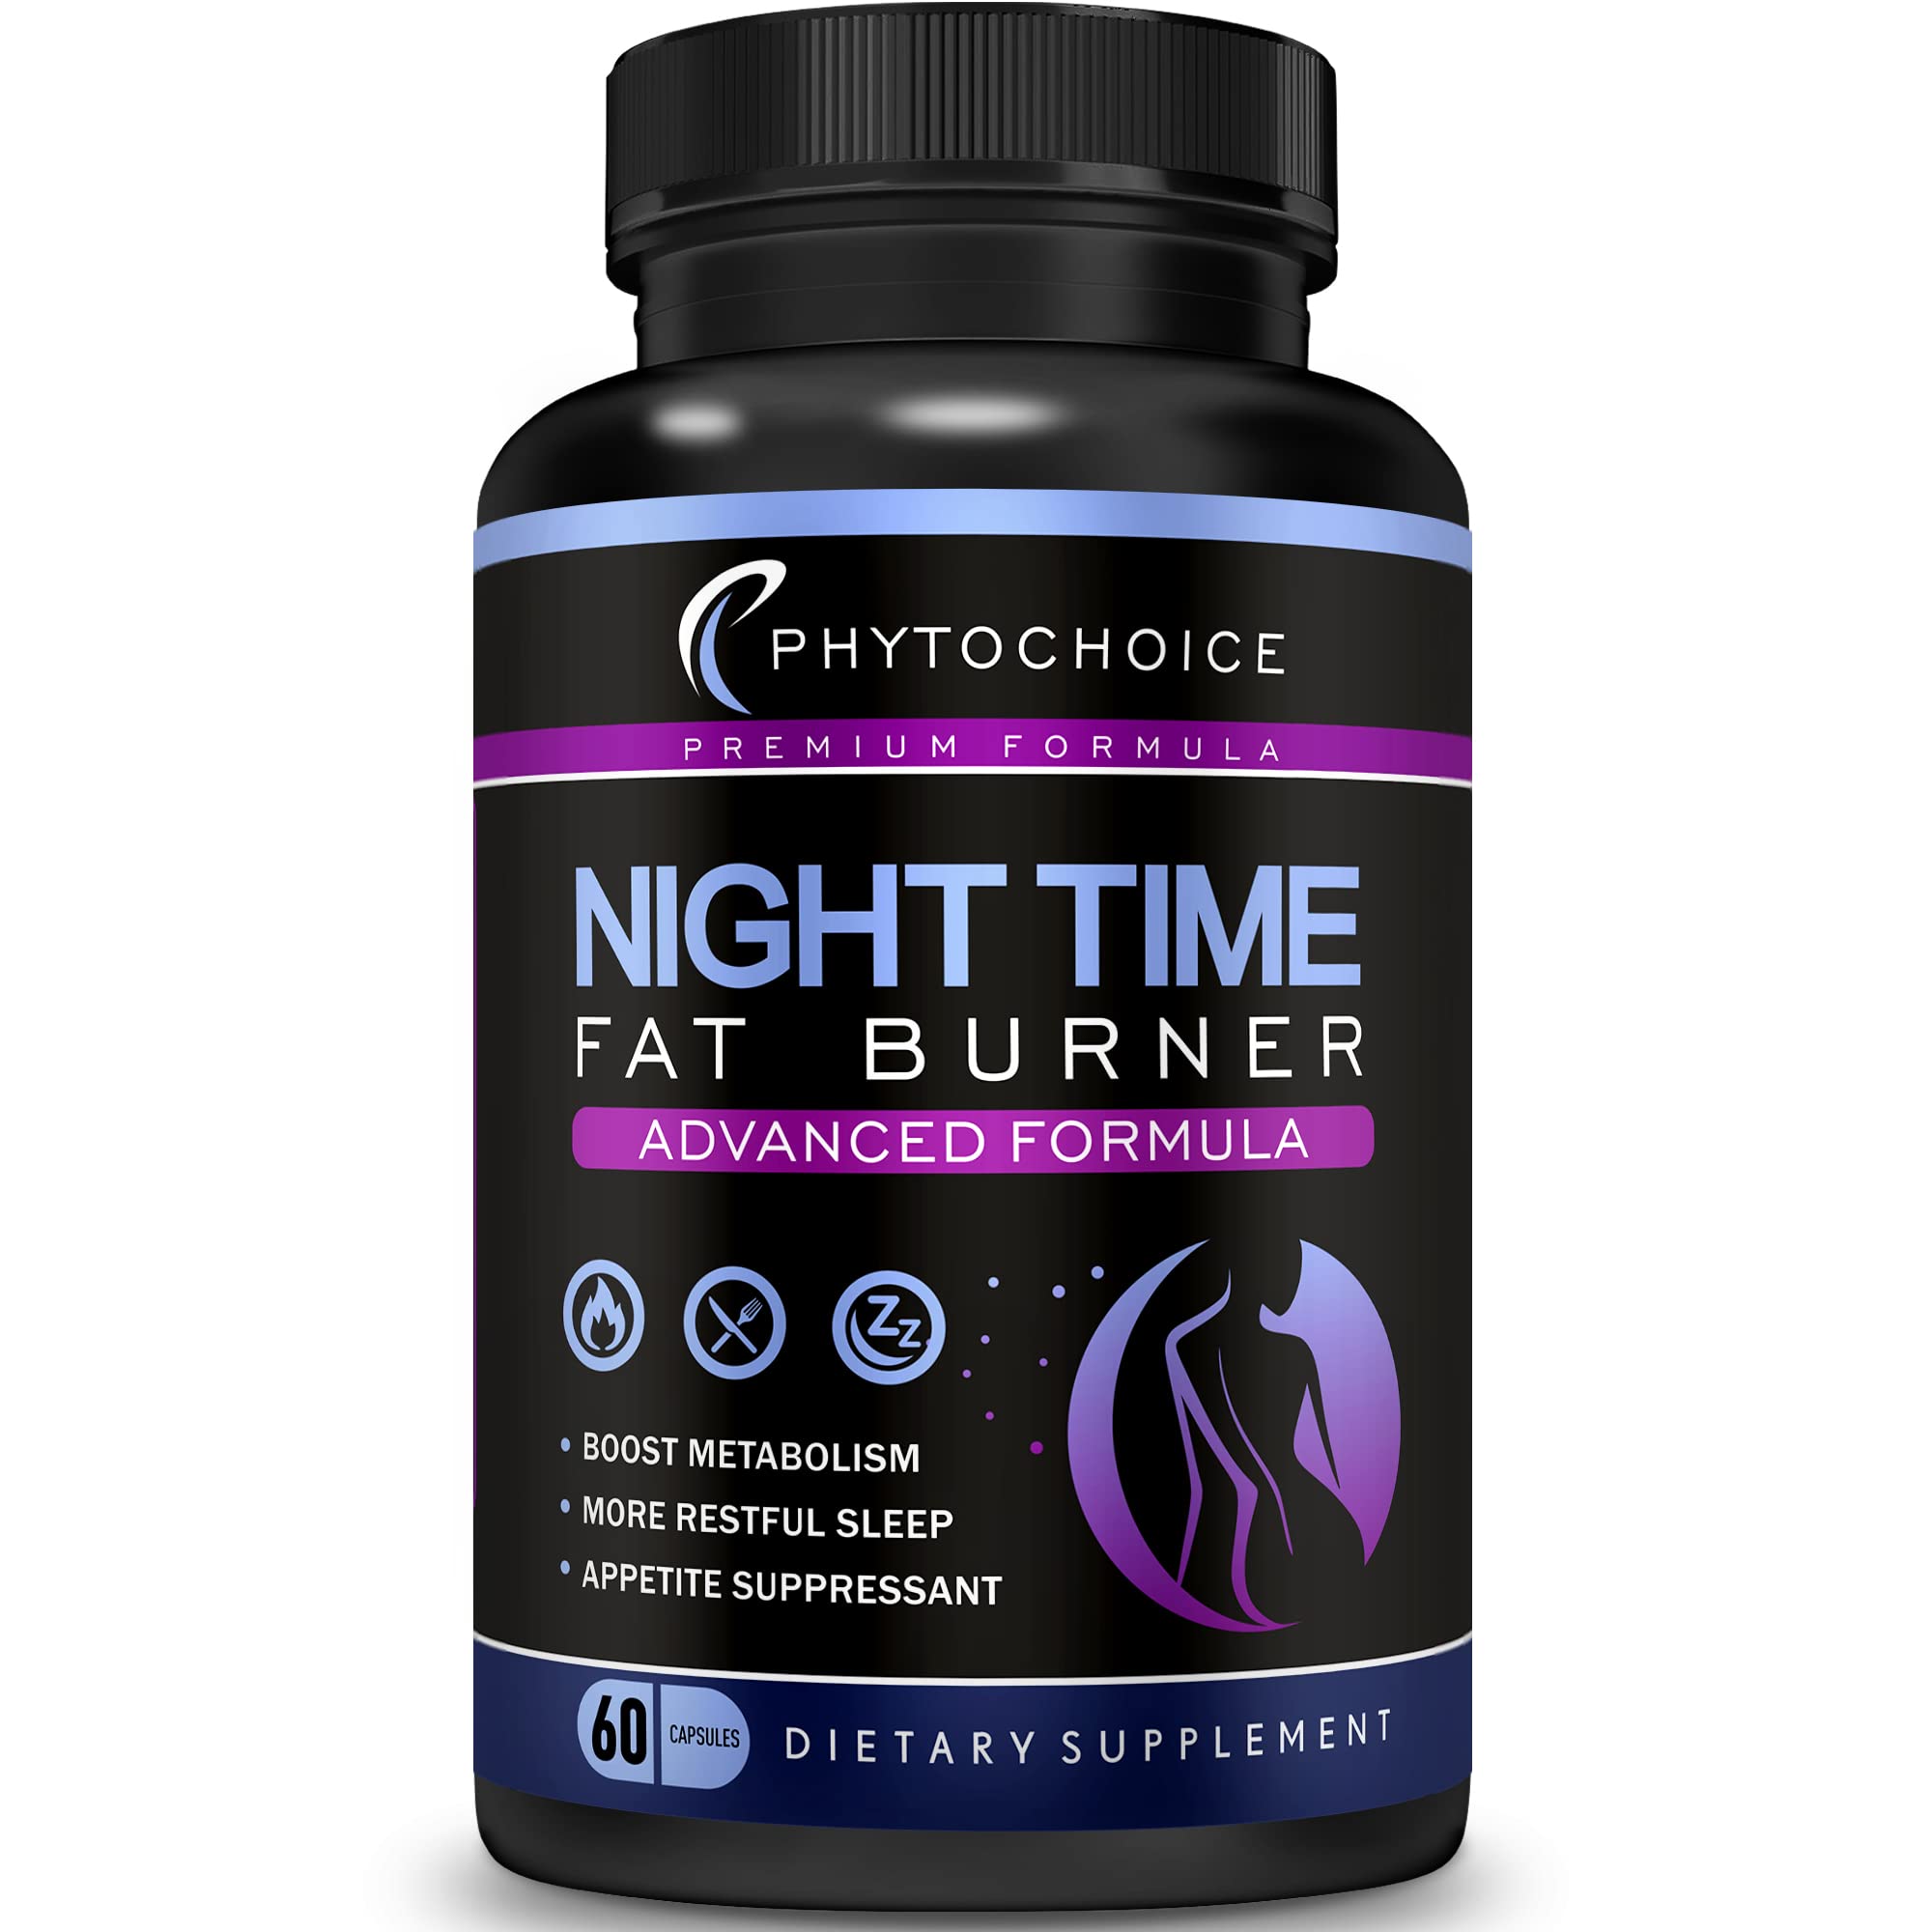 PHYTOCHOICE
PREMIUM FORMULA
NIGHT TIME
FAT BURNER
ADVANCED FORMULA
Zz
• BOOST METABOLISM
• MORE RESTFUL SLEEP
• APPETITE SUPPRESSANT
60 CAPSULES
DIETARY SUPPLEMENT